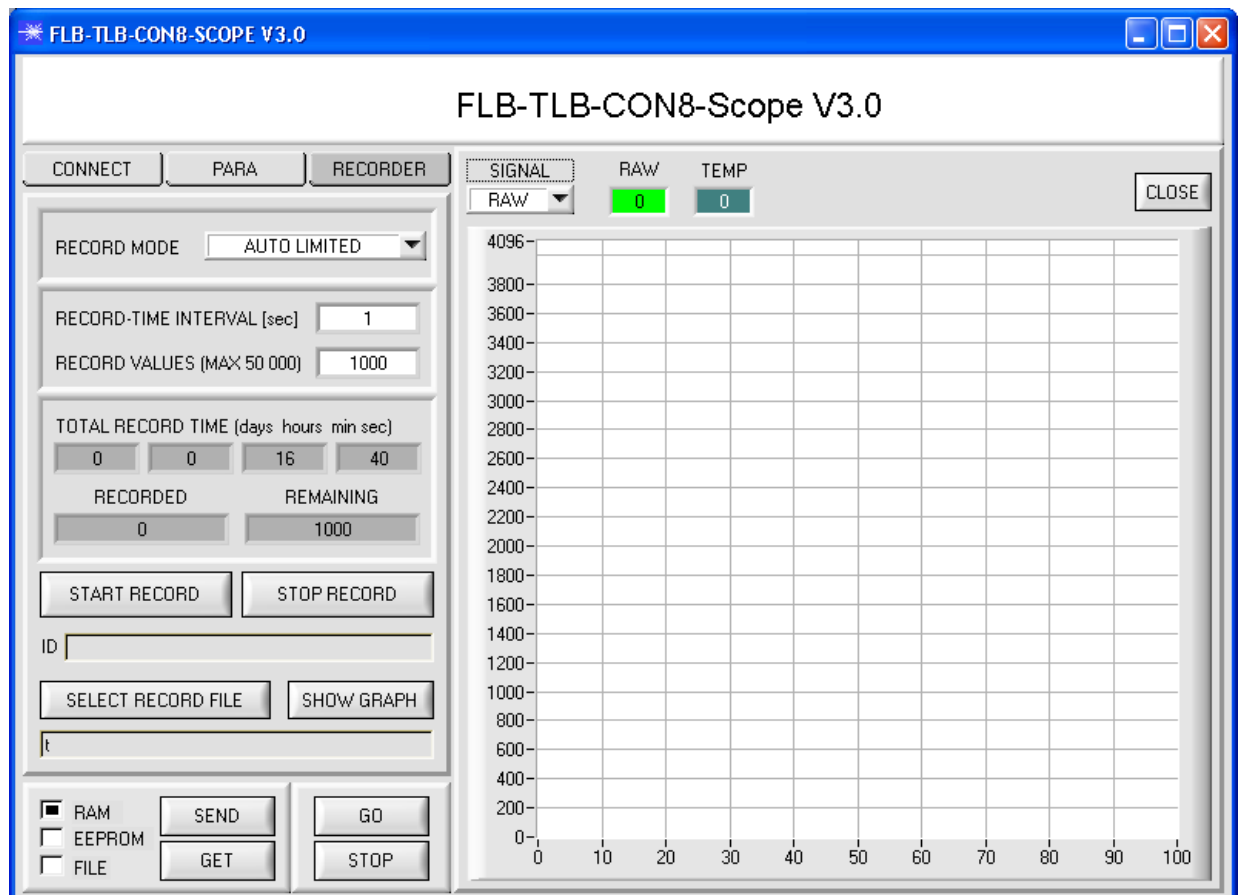 FLB-TLB-CON8-SCOPE V3.0
FLB-TLB-CON8-Scope V3.0
CONNECT PARA RECORDER
RECORD MODE AUTO LIMITED
RECORD-TIME INTERVAL [sec] 1
RECORD VALUES (MAX 50 000) 1000
TOTAL RECORD TIME (days hours min sec)
0 0 16 40
RECORDED REMAINING
0 1000
START RECORD STOP RECORD
ID
SELECT RECORD FILE SHOW GRAPH
t
RAM
EEPROM
FILE
SEND
GET
GO
STOP
SIGNAL RAW TEMP
RAW 0 0
CLOSE
4096
3800
3600
3400
3200
3000
2800
2600
2400
2200
2000
1800
1600
1400
1200
1000
800
600
400
200
0
0 10 20 30 40 50 60 70 80 90 100